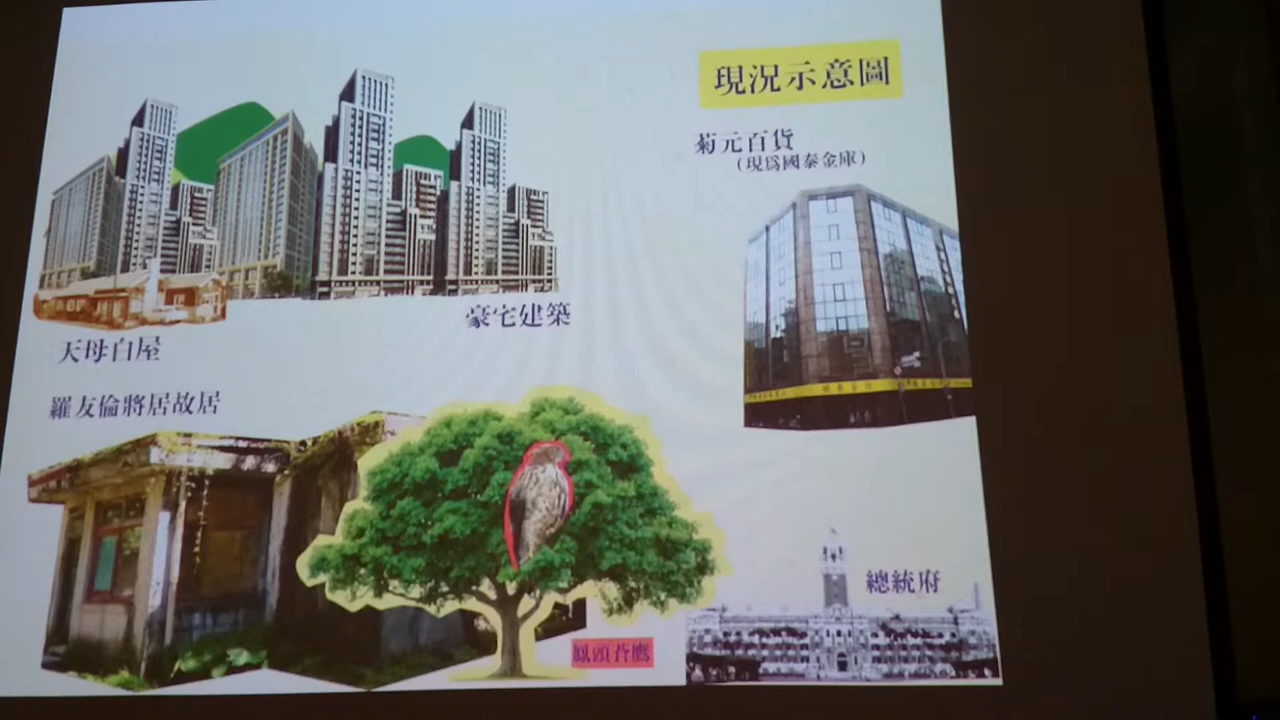 現況示意圖
菊元百貨
(現爲國泰金庫)
豪宅建築
天母白屋
羅友倫將居故居
總統府
鳳頭蒼鷹